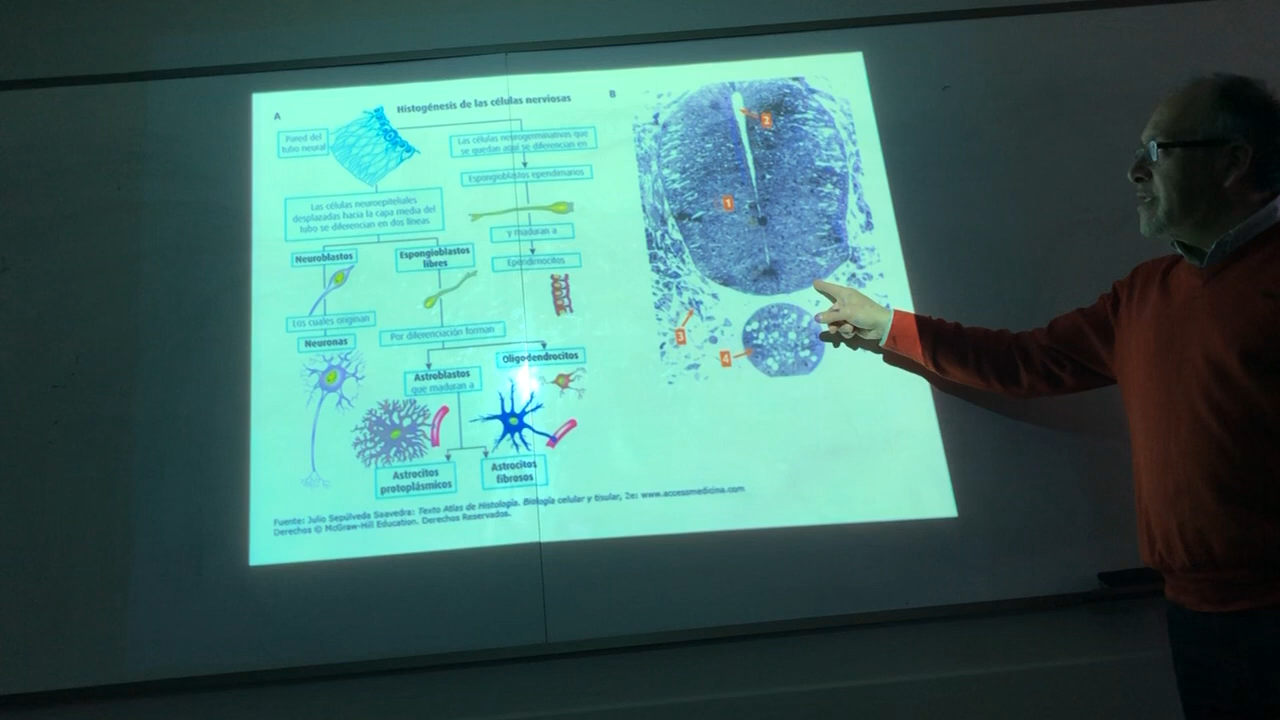 A
Histogénesis de las células nerviosas
B
Pared del
tubo neural
Las células neurogerminativos que
se quedan aquí se diferencian en
Espongioblastos ependimarios
Las células neuroepiteliales
desplazadas hacia la capa media del
tubo se diferencian en dos líneas
y maduran a
Neuroblastos
Espongioblastos
libres
Ependimocitos
Los cuales originan
Neuronas
Por diferenciación forman
Oligodendrocitos
Astroblastos
que maduran a
Astrocitos
protoplásmicos
Astrocitos
fibrosos
2
1
3
4
Fuente: Julio Sepúlveda Saavedra: Texto Atlas de Histología. Biología celular y tisular, 2e: www.accesomedicina.com
Derechos © McGraw-Hill Education. Derechos Reservados.